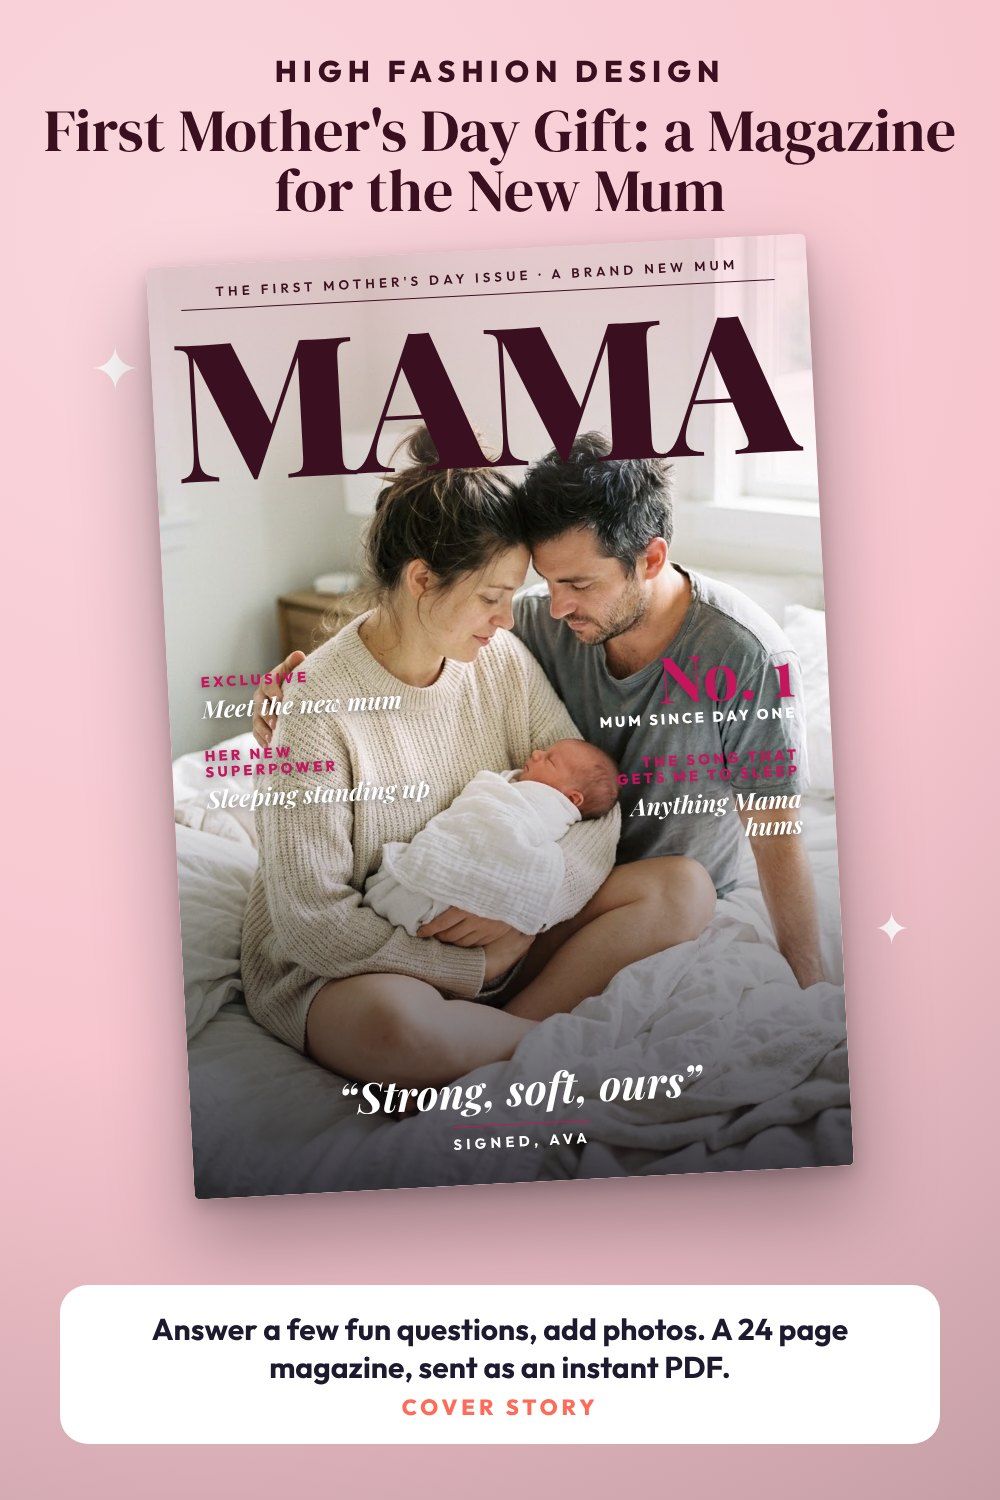 HIGH FASHION DESIGN
First Mother's Day Gift: a Magazine
for the New Mum
THE FIRST MOTHER'S DAY ISSUE · A BRAND NEW MUM
MAMA
EXCLUSIVE
Meet the new mum
HER NEW
SUPERPOWER
Sleeping standing up
No. 1
MUM SINCE DAY ONE
THE SONG THAT
GETS ME TO SLEEP
Anything Mama
hums
“Strong, soft, ours”
SIGNED, AVA
Answer a few fun questions, add photos. A 24 page
magazine, sent as an instant PDF.
COVER STORY